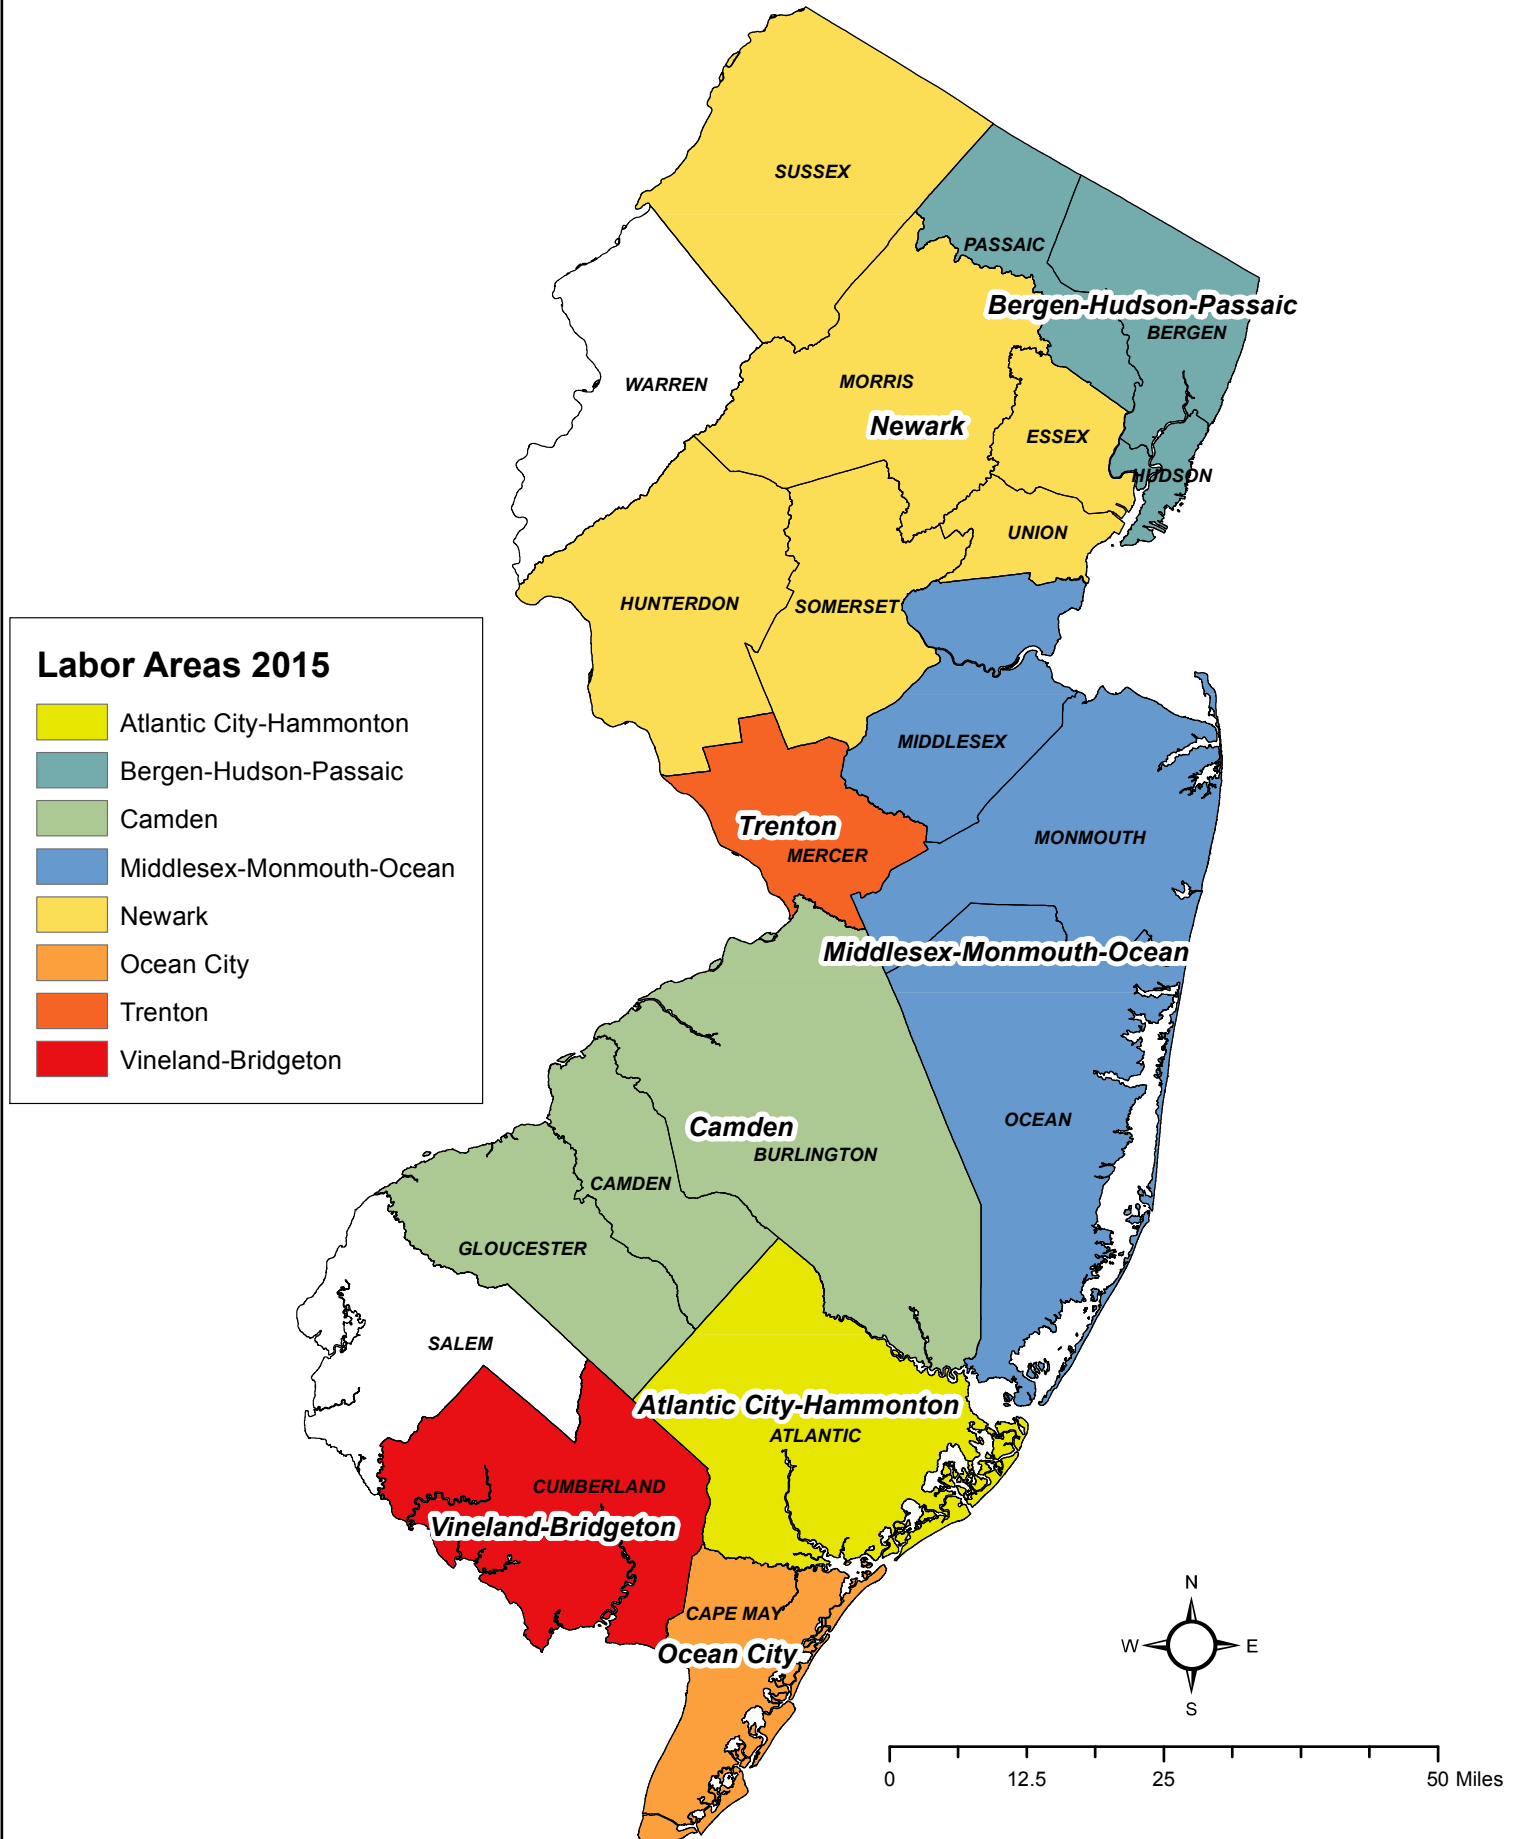 SUSSEX
PASSAIC
Bergen-Hudson-Passaic
BERGEN
WARREN
MORRIS
Newark
ESSEX
HUDSON
UNION
HUNTERDON
SOMERSET
Labor Areas 2015
Atlantic City-Hammonton
Bergen-Hudson-Passaic
Camden
Middlesex-Monmouth-Ocean
Newark
Ocean City
Trenton
Vineland-Bridgeton
MIDDLESEX
Trenton
MERCER
MONMOUTH
Middlesex-Monmouth-Ocean
OCEAN
Camden
BURLINGTON
CAMDEN
GLOUCESTER
SALEM
Atlantic City-Hammonton
ATLANTIC
CUMBERLAND
Vineland-Bridgeton
CAPE MAY
Ocean City
N
W E
S
0 12.5 25 50 Miles